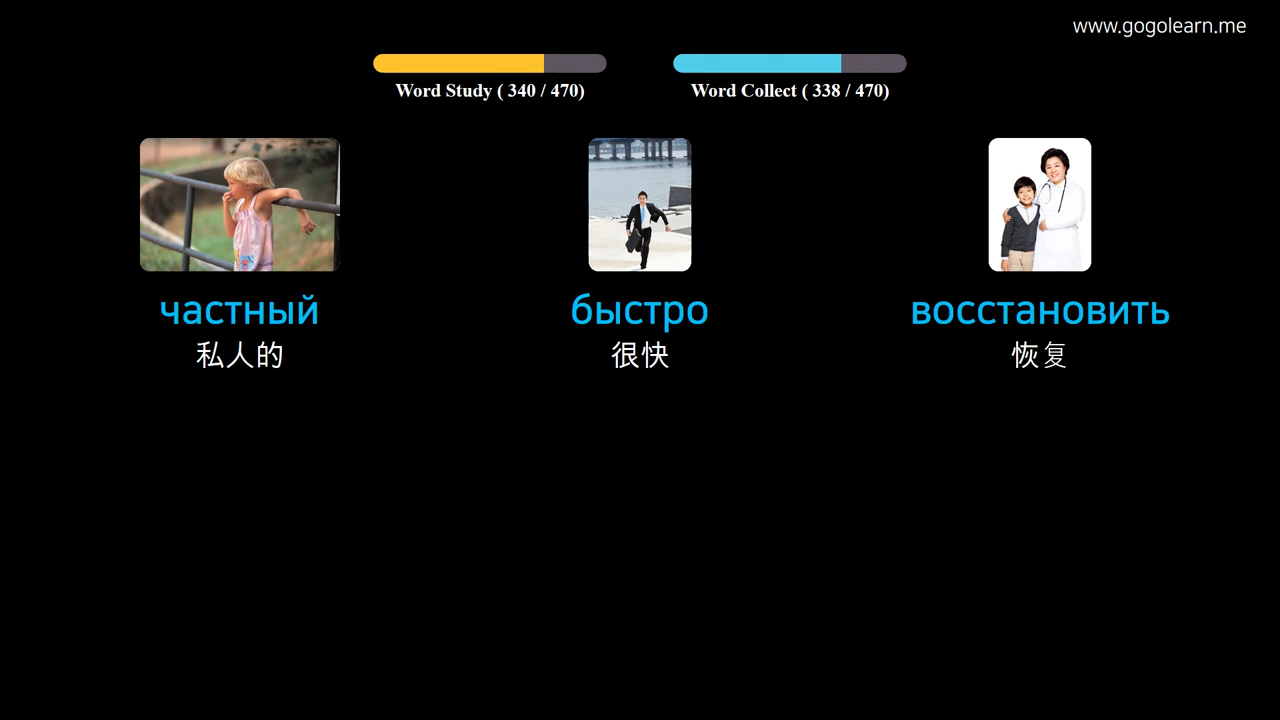 www.gogolearn.me
Word Study ( 340 / 470)
Word Collect ( 338 / 470)
частный
私人的
быстро
很快
восстановить
恢复